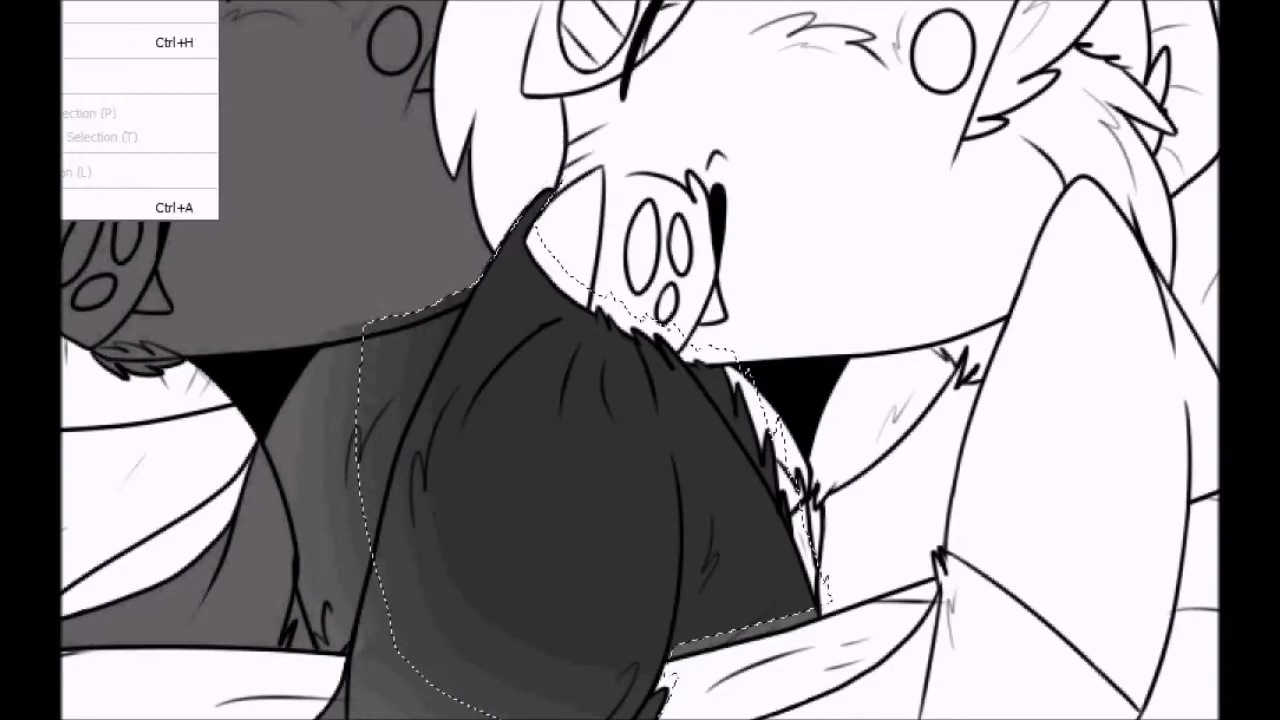 Ctrl+H
ection (P)
Selection (T)
on (L)
Ctrl+A